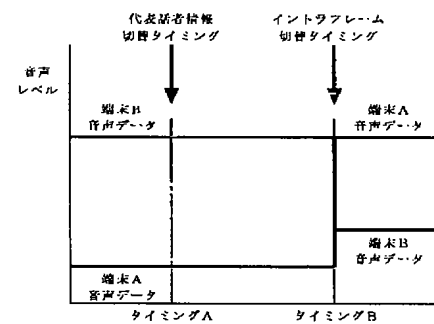 代表話者情報
切替タイミング
イントラフレーム
切替タイミング
音声
レベル
端末B
音声データ
端末A
音声データ
端末B
音声データ
端末A
音声データ
タイミングA
タイミングB